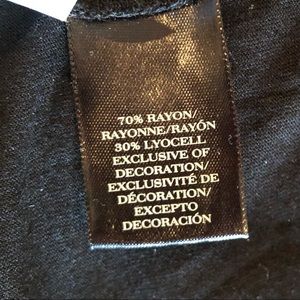 70% RAYON/
RAYONNE/RAYÓN
30% LYOCELL
EXCLUSIVE OF
DECORATION/
EXCLUSIVITÉ DE
DÉCORATION/
EXCEPTO
DECORACIÓN